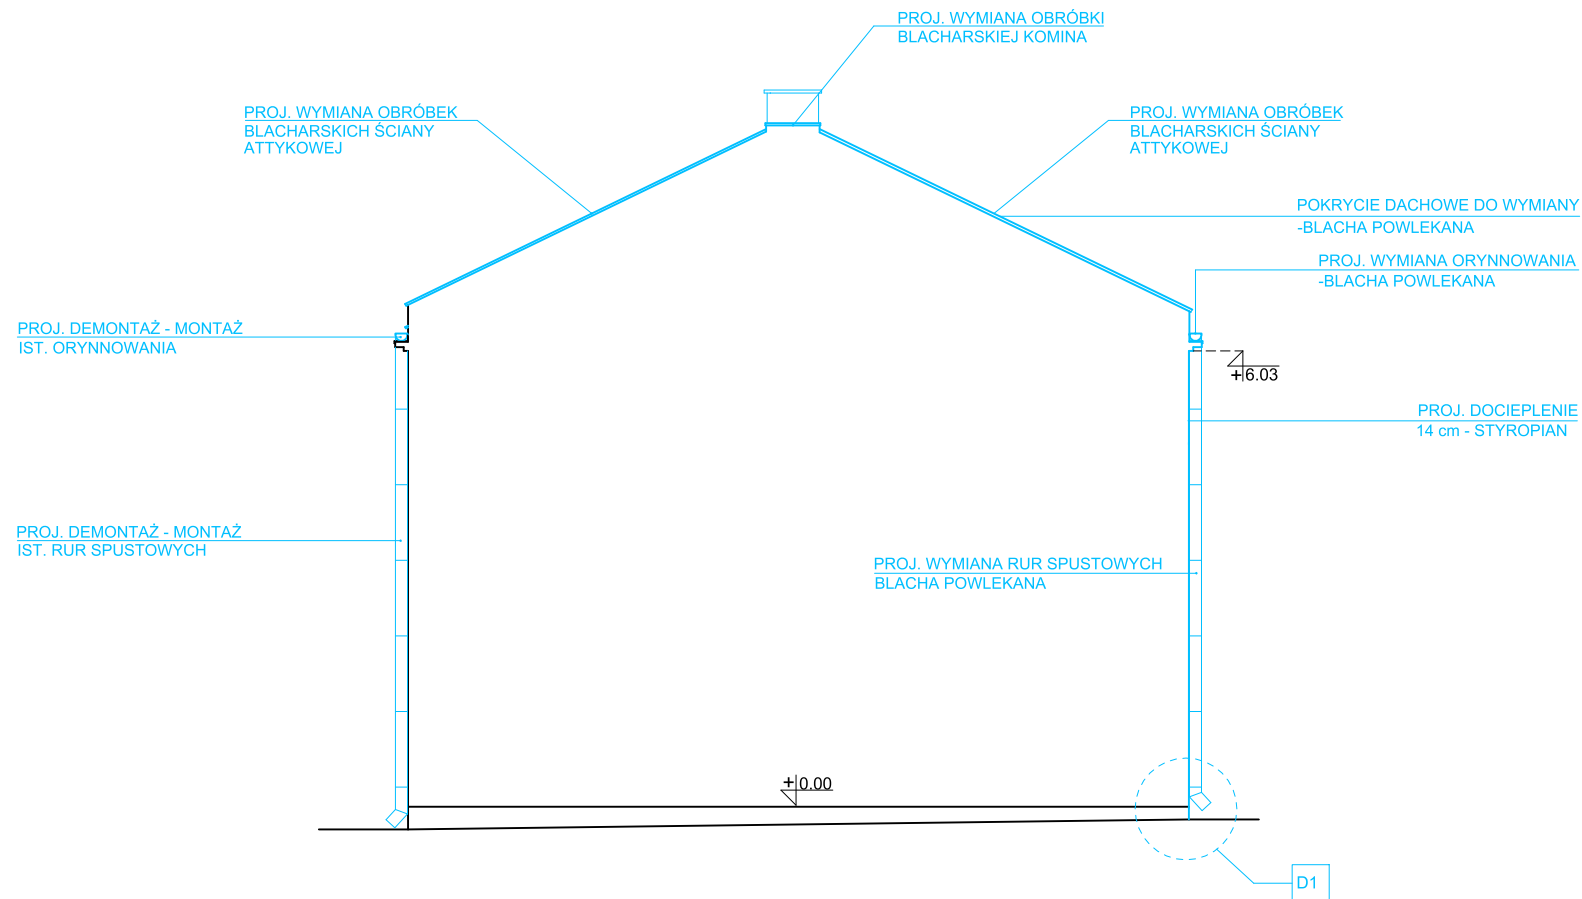 PROJ. WYMIANA OBRÓBKI
BLACHARSKIEJ KOMINA
PROJ. WYMIANA OBRÓBEK
BLACHARSKICH ŚCIANY
ATTYKOWEJ
PROJ. WYMIANA OBRÓBEK
BLACHARSKICH ŚCIANY
ATTYKOWEJ
POKRYCIE DACHOWE DO WYMIANY
-BLACHA POWLEKANA
PROJ. WYMIANA ORYNNOWANIA
-BLACHA POWLEKANA
PROJ. DEMONTAŻ - MONTAŻ
IST. ORYNNOWANIA
+6.03
PROJ. DOCIEPLENIE
14 cm - STYROPIAN
PROJ. DEMONTAŻ - MONTAŻ
IST. RUR SPUSTOWYCH
PROJ. WYMIANA RUR SPUSTOWYCH
BLACHA POWLEKANA
+0.00
D1